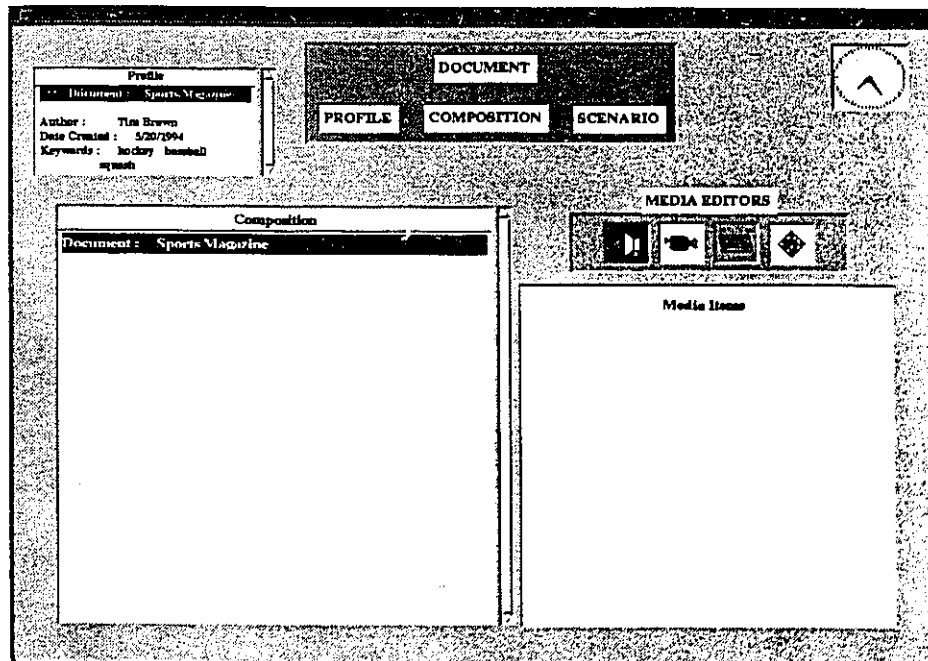 Profile
Document : Sports Magazine
Author : Tim Brown
Date Created : 5/20/1994
Keywords : hockey baseball
squash
DOCUMENT
PROFILE COMPOSITION SCENARIO
MEDIA EDITORS
Composition
Document : Sports Magazine
Media Items